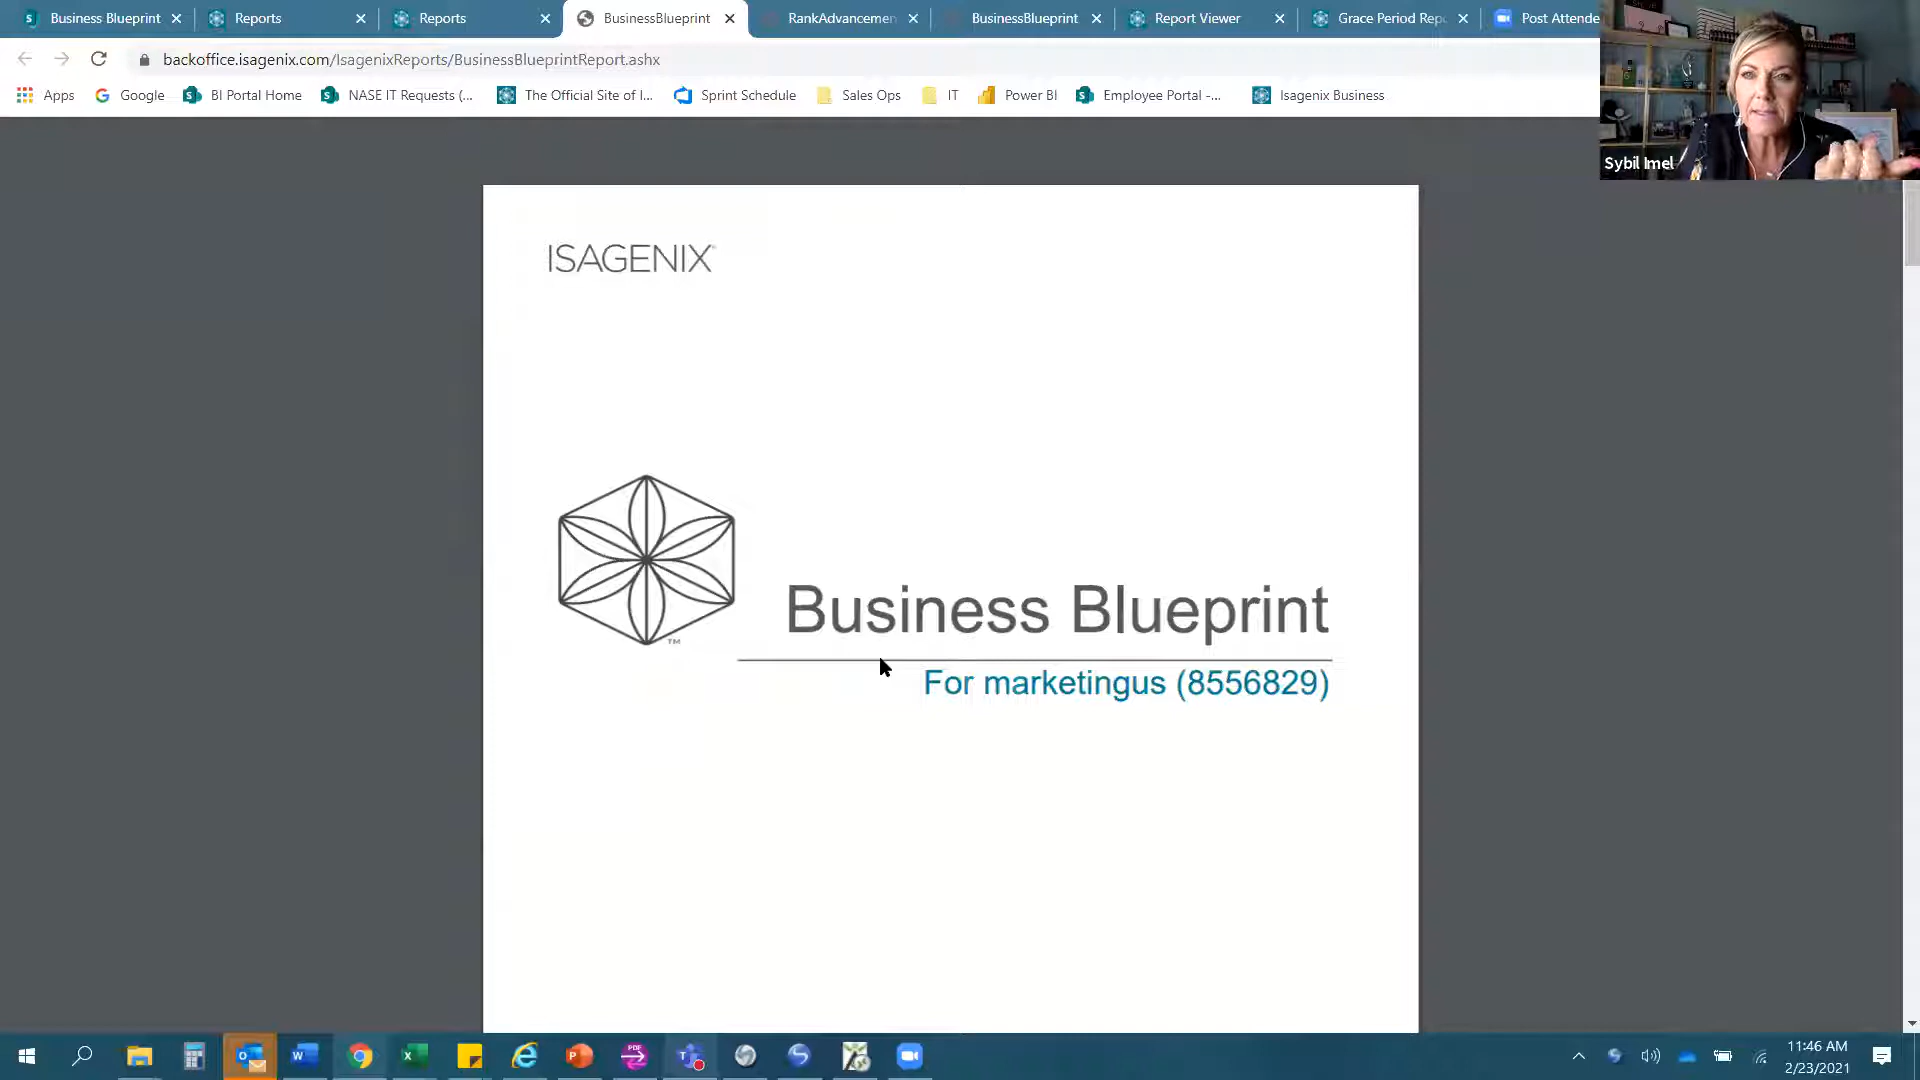 Business Blueprint
Reports
Reports
BusinessBlueprint
RankAdvancemen
BusinessBlueprint
Report Viewer
Grace Period Rep
Post Attende
backoffice.isagenix.com/IsagenixReports/BusinessBlueprintReport.ashx
Apps
Google
BI Portal Home
NASE IT Requests (...
The Official Site of I...
Sprint Schedule
Sales Ops
IT
Power BI
Employee Portal -...
Isagenix Business
Sybil Imel
ISAGENIX
Business Blueprint
TM
For marketingus (8556829)
11:46 AM
2/23/2021